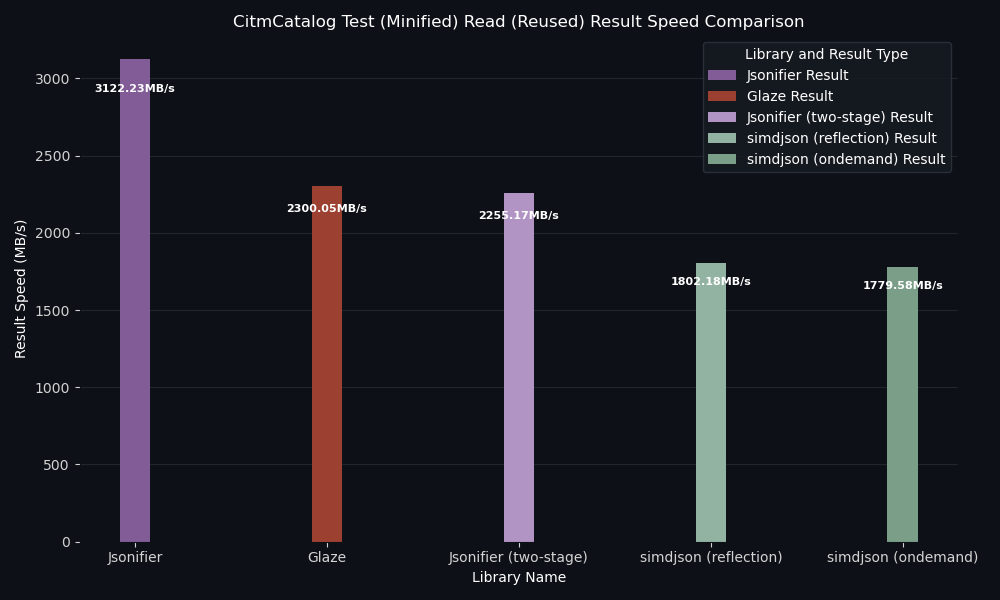 CitmCatalog Test (Minified) Read (Reused) Result Speed Comparison
Library and Result Type
Jsonifier Result
Glaze Result
Jsonifier (two-stage) Result
simdjson (reflection) Result
simdjson (ondemand) Result
Result Speed (MB/s)
3000
2500
2000
1500
1000
500
0
3122.23MB/s
2300.05MB/s
2255.17MB/s
1802.18MB/s
1779.58MB/s
Jsonifier
Glaze
Jsonifier (two-stage)
simdjson (reflection)
simdjson (ondemand)
Library Name